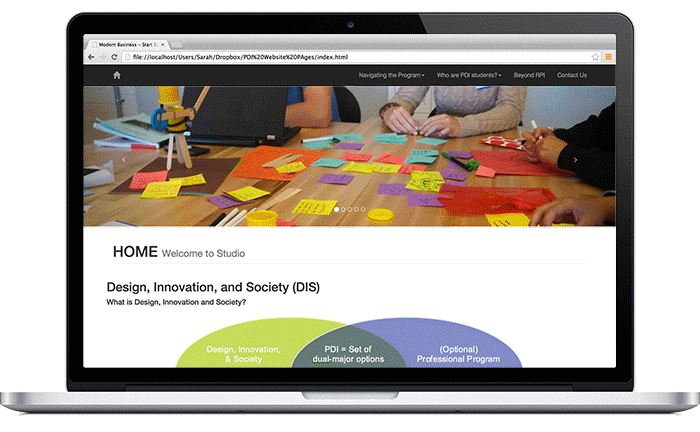 Modern Business – Start B
file://localhost/Users/Sarah/Dropbox/PDI%20Website%20PAges/index.html
Navigating the Program Who are PDI students? Beyond RPI Contact Us
HOME Welcome to Studio
Design, Innovation, and Society (DIS)
What is Design, Innovation and Society?
Design, Innovation,
& Society
PDI = Set of
dual-major options
(Optional)
Professional Program